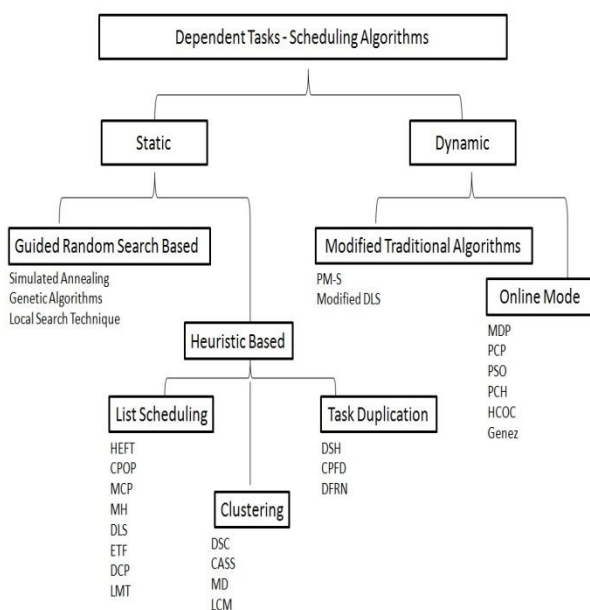 Dependent Tasks - Scheduling Algorithms
Static
Dynamic
Guided Random Search Based
Simulated Annealing
Genetic Algorithms
Local Search Technique
Heuristic Based
List Scheduling
HEFT
CPOP
MCP
MH
DLS
ETF
DCP
LMT
Clustering
DSC
CASS
MD
LCM
Task Duplication
DSH
CPFD
DFRN
Modified Traditional Algorithms
PM-S
Modified DLS
Online Mode
MDP
PCP
PSO
PCH
HCOC
Genez